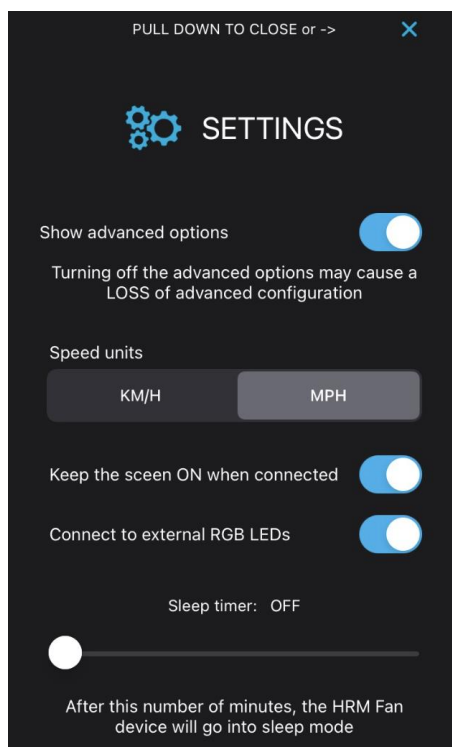 PULL DOWN TO CLOSE or ->
SETTINGS
Show advanced options
Turning off the advanced options may cause a
LOSS of advanced configuration
Speed units
KM/H MPH
Keep the sceen ON when connected
Connect to external RGB LEDs
Sleep timer: OFF
After this number of minutes, the HRM Fan
device will go into sleep mode